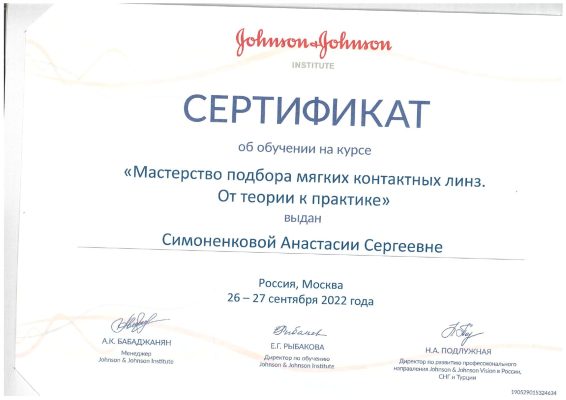 Johnson & Johnson
INSTITUTE
СЕРТИФИКАТ
об обучении на курсе
«Мастерство подбора мягких контактных линз.
От теории к практике»
выдан
Симоненковой Анастасии Сергеевне
Россия, Москва
26 – 27 сентября 2022 года
А.К. БАБАДЖАНЯН
Менеджер
Johnson & Johnson Institute
Е.Г. РЫБАКОВА
Директор по обучению
Johnson & Johnson Institute
Н.А. ПОДЛУЖНАЯ
Директор по развитию профессионального
направления Johnson & Johnson Vision в России,
СНГ и Турции
190529015324634